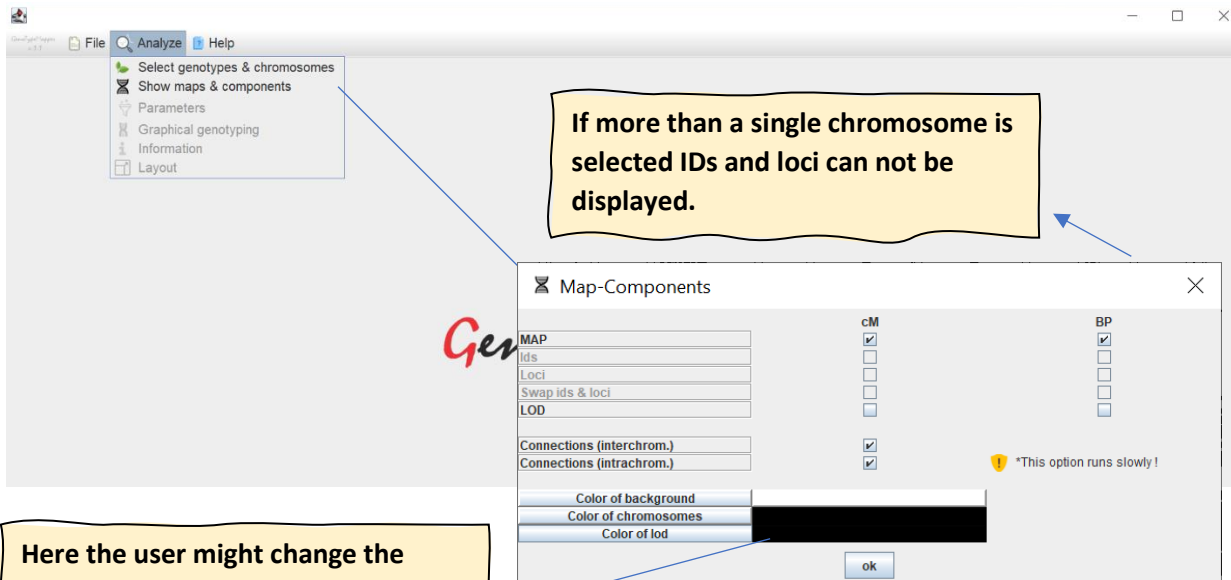 File Analyze Help
Select genotypes & chromosomes
Show maps & components
Parameters
Graphical genotyping
Information
Layout
If more than a single chromosome is
selected IDs and loci can not be
displayed.
Map-Components
cM BP
MAP
Ids
Loci
Swap ids & loci
LOD
Connections (interchrom.)
Connections (intrachrom.) *This option runs slowly!
Color of background
Color of chromosomes
Color of lod
ok
Here the user might change the